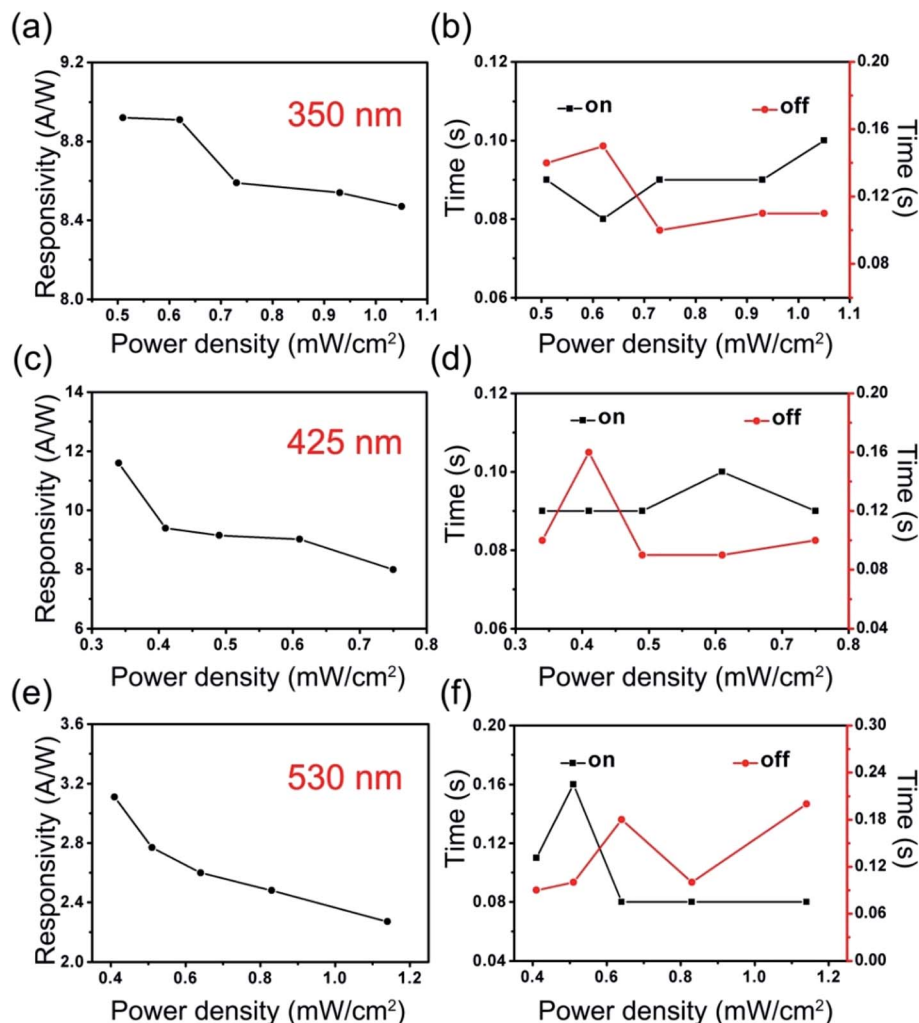 (a)
9.2
8.8
8.4
8.0
Responsivity (A/W)
350 nm
0.5 0.6 0.7 0.8 0.9 1.0 1.1
Power density (mW/cm²)
(b)
0.12
0.10
0.08
0.06
Time (s)
on off
0.20
0.16
0.12
0.08
Time (s)
0.5 0.6 0.7 0.8 0.9 1.0 1.1
Power density (mW/cm²)
(c)
14
12
10
8
6
Responsivity (A/W)
425 nm
0.3 0.4 0.5 0.6 0.7 0.8
Power density (mW/cm²)
(d)
0.12
0.10
0.08
0.06
Time (s)
on off
0.20
0.16
0.12
0.08
0.04
Time (s)
0.3 0.4 0.5 0.6 0.7 0.8
Power density (mW/cm²)
(e)
3.6
3.2
2.8
2.4
2.0
Responsivity (A/W)
530 nm
0.4 0.6 0.8 1.0 1.2
Power density (mW/cm²)
(f)
0.20
0.16
0.12
0.08
0.04
Time (s)
on off
0.30
0.24
0.18
0.12
0.06
0.00
Time (s)
0.4 0.6 0.8 1.0 1.2
Power density (mW/cm²)